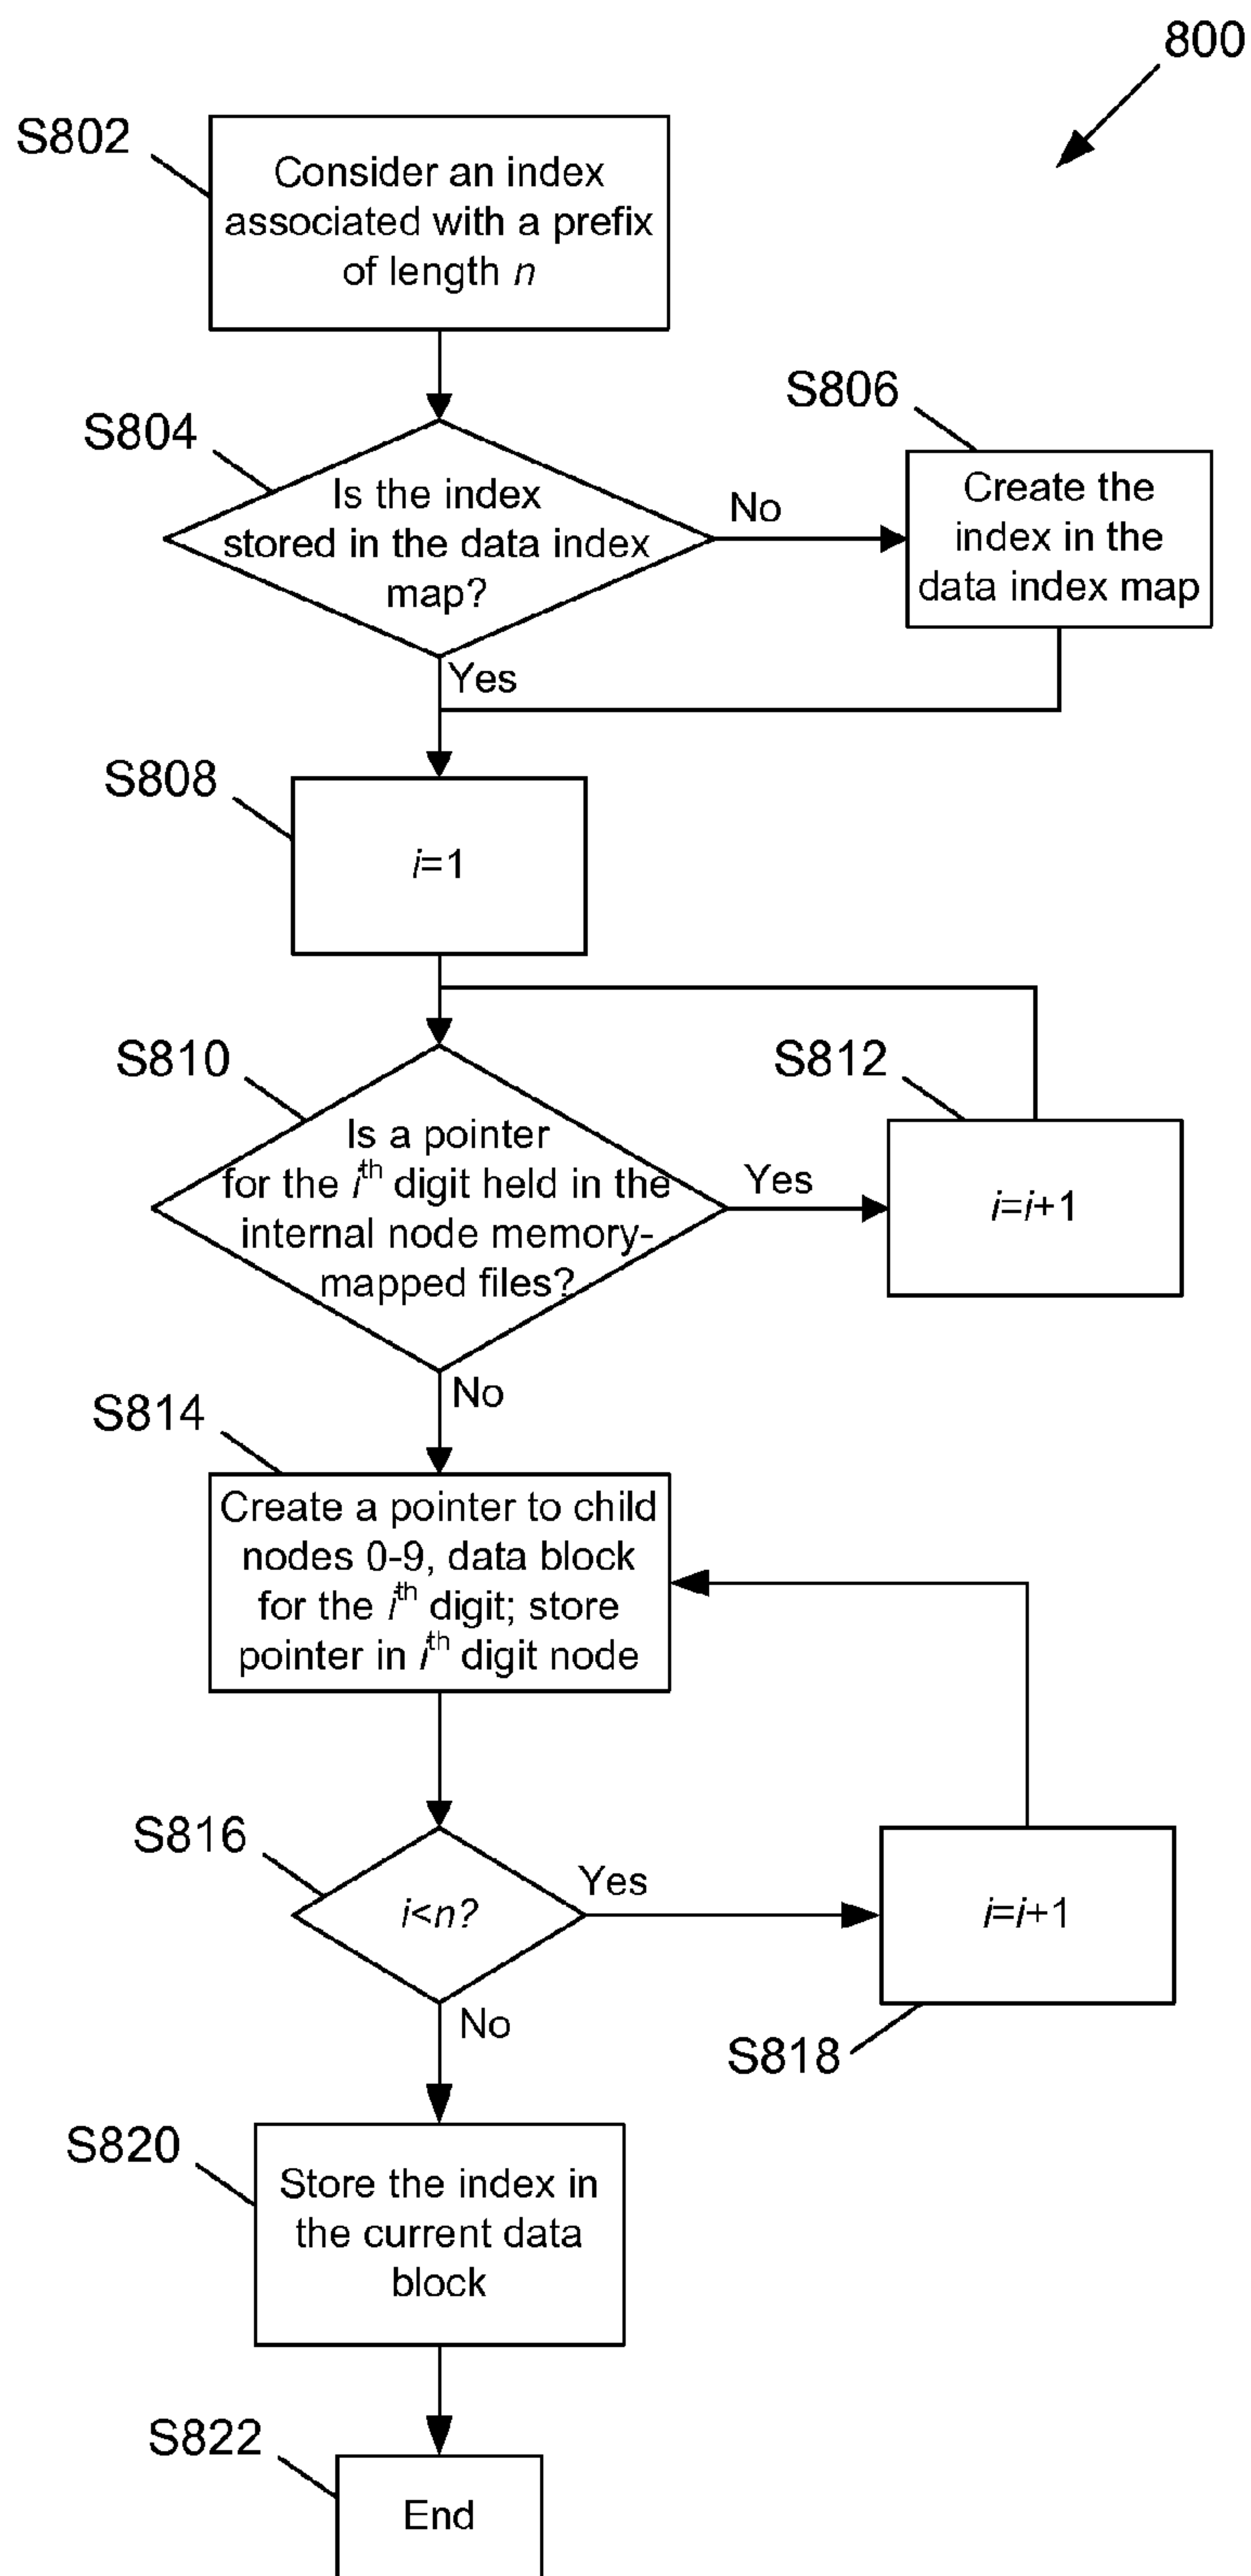 800
S802
Consider an index
associated with a prefix
of length n
S804
Is the index
stored in the data index
map?
No
S806
Create the
index in the
data index map
Yes
S808
i=1
S810
Is a pointer
for the ith digit held in the
internal node memory-
mapped files?
Yes
S812
i=i+1
No
S814
Create a pointer to child
nodes 0-9, data block
for the ith digit; store
pointer in ith digit node
S816
i<n?
Yes
i=i+1
S818
No
S820
Store the index in
the current data
block
S822
End